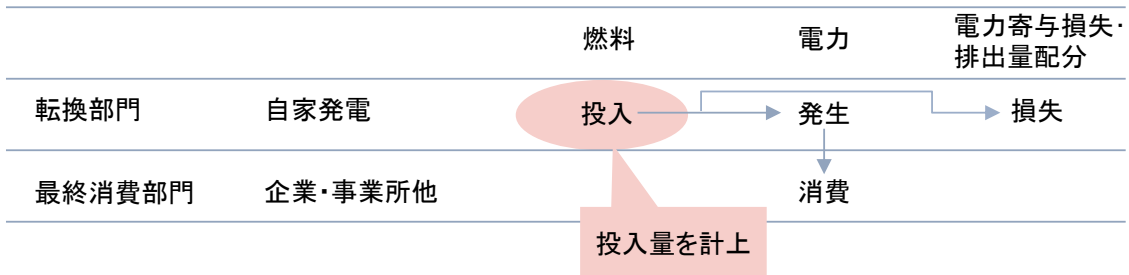 燃料
電力
電力寄与損失･
排出量配分
転換部門
自家発電
投入
発生
損失
最終消費部門
企業･事業所他
消費
投入量を計上